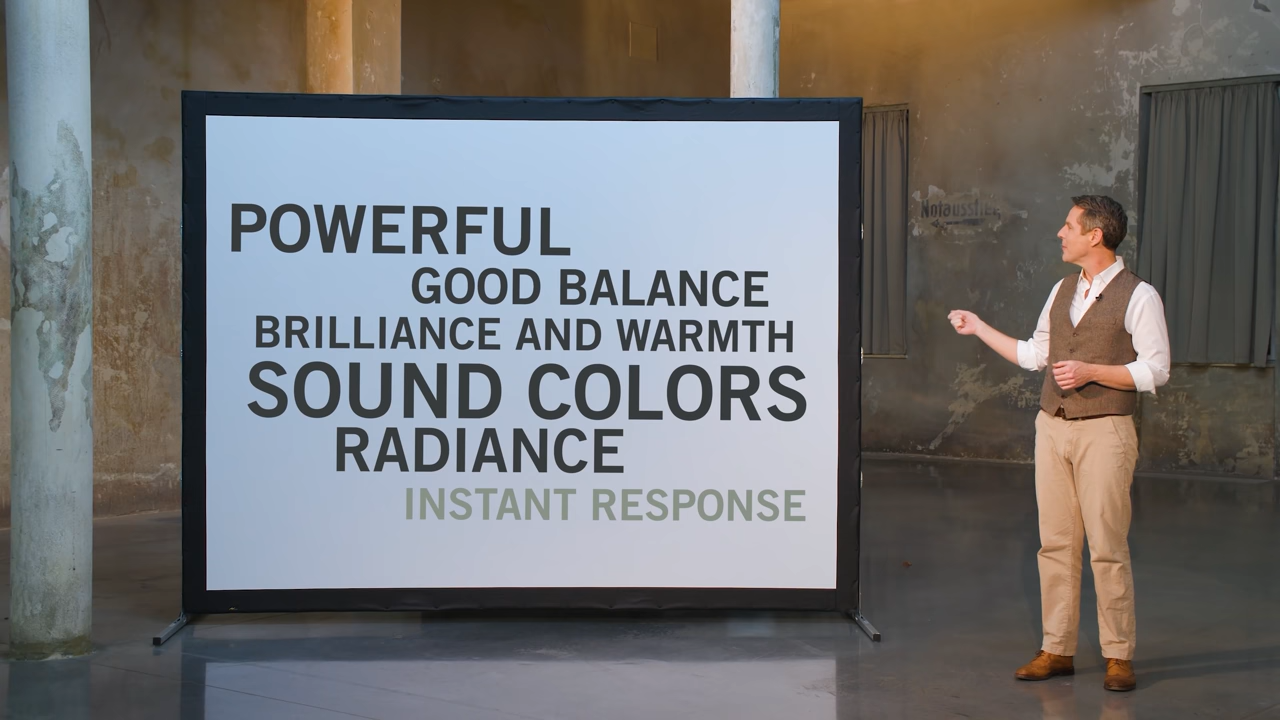 POWERFUL
GOOD BALANCE
BRILLIANCE AND WARMTH
SOUND COLORS
RADIANCE
INSTANT RESPONSE